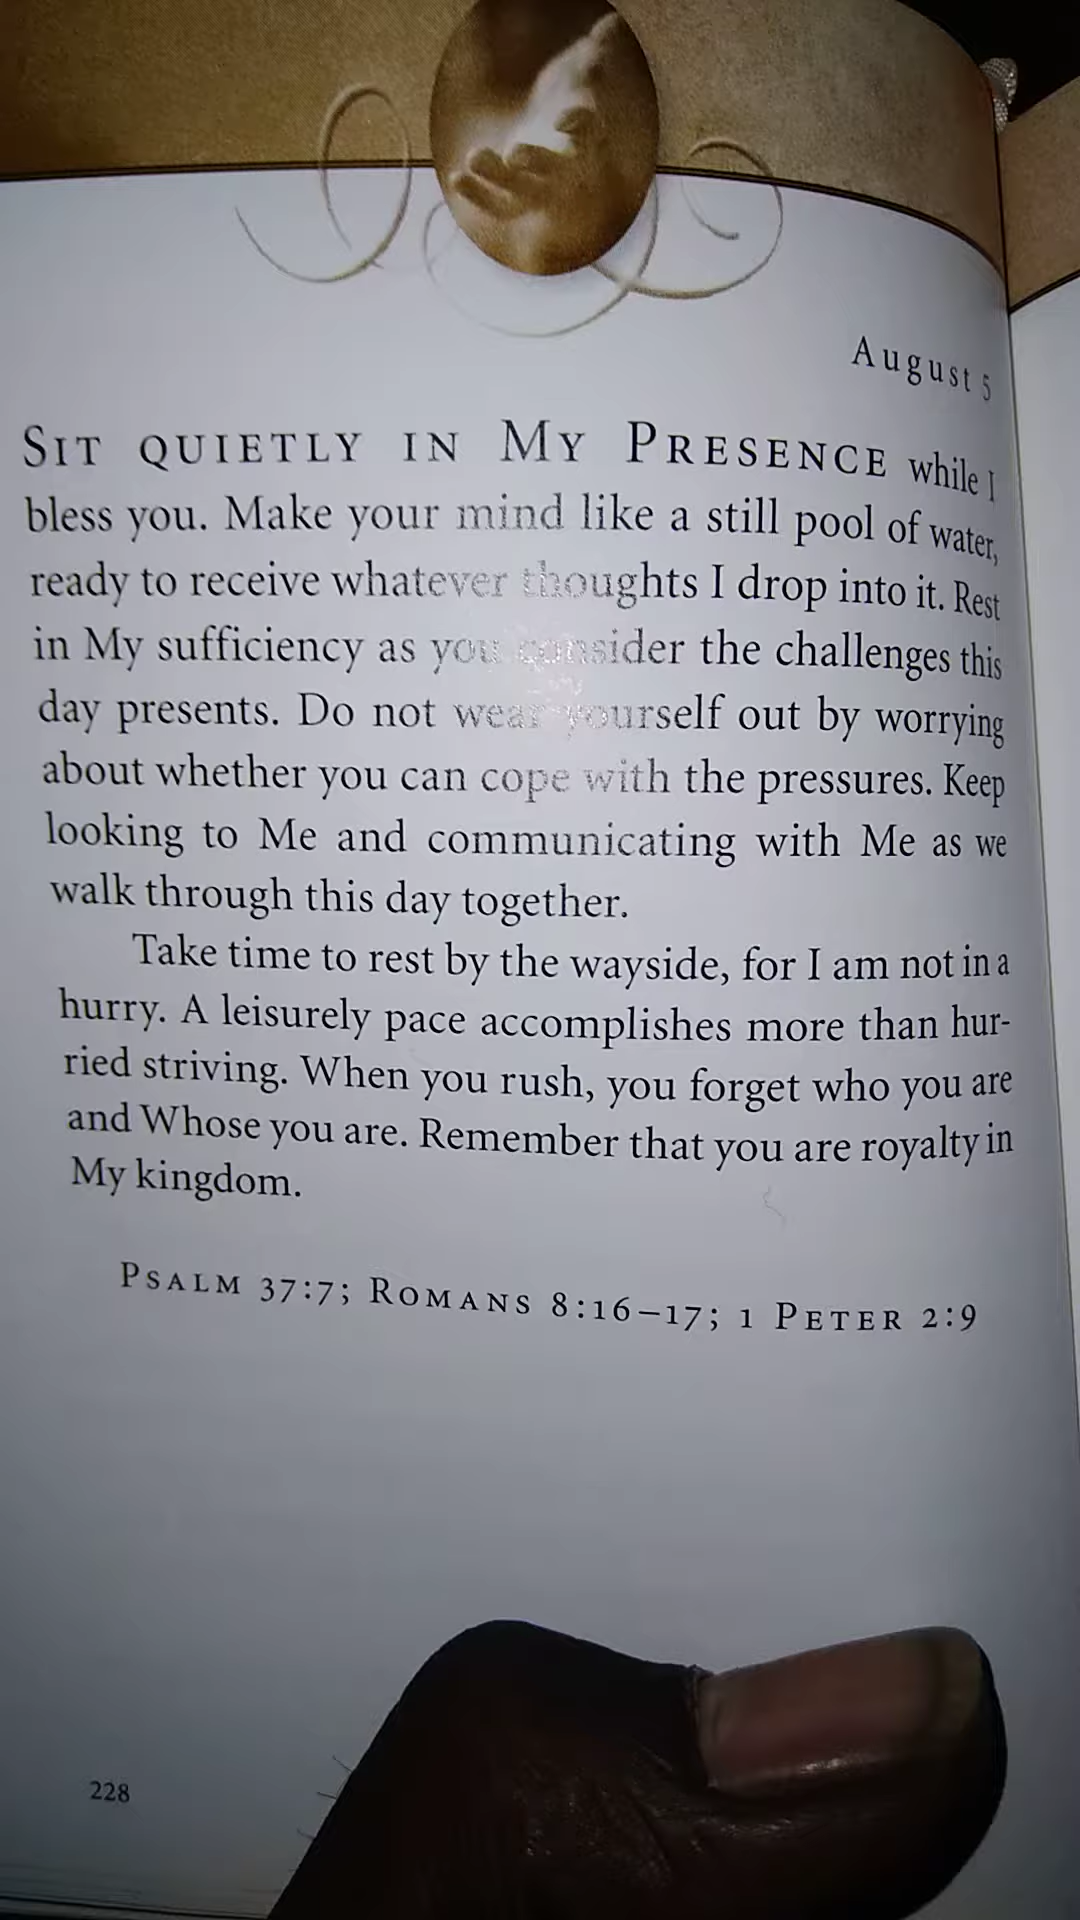 August 5
SIT QUIETLY IN MY PRESENCE while I
bless you. Make your mind like a still pool of water,
ready to receive whatever thoughts I drop into it. Rest
in My sufficiency as you consider the challenges this
day presents. Do not wear yourself out by worrying
about whether you can cope with the pressures. Keep
looking to Me and communicating with Me as we
walk through this day together.
Take time to rest by the wayside, for I am not in a
hurry. A leisurely pace accomplishes more than hur-
ried striving. When you rush, you forget who you are
and Whose you are. Remember that you are royalty in
My kingdom.
PSALM 37:7; ROMANS 8:16–17; 1 PETER 2:9
228